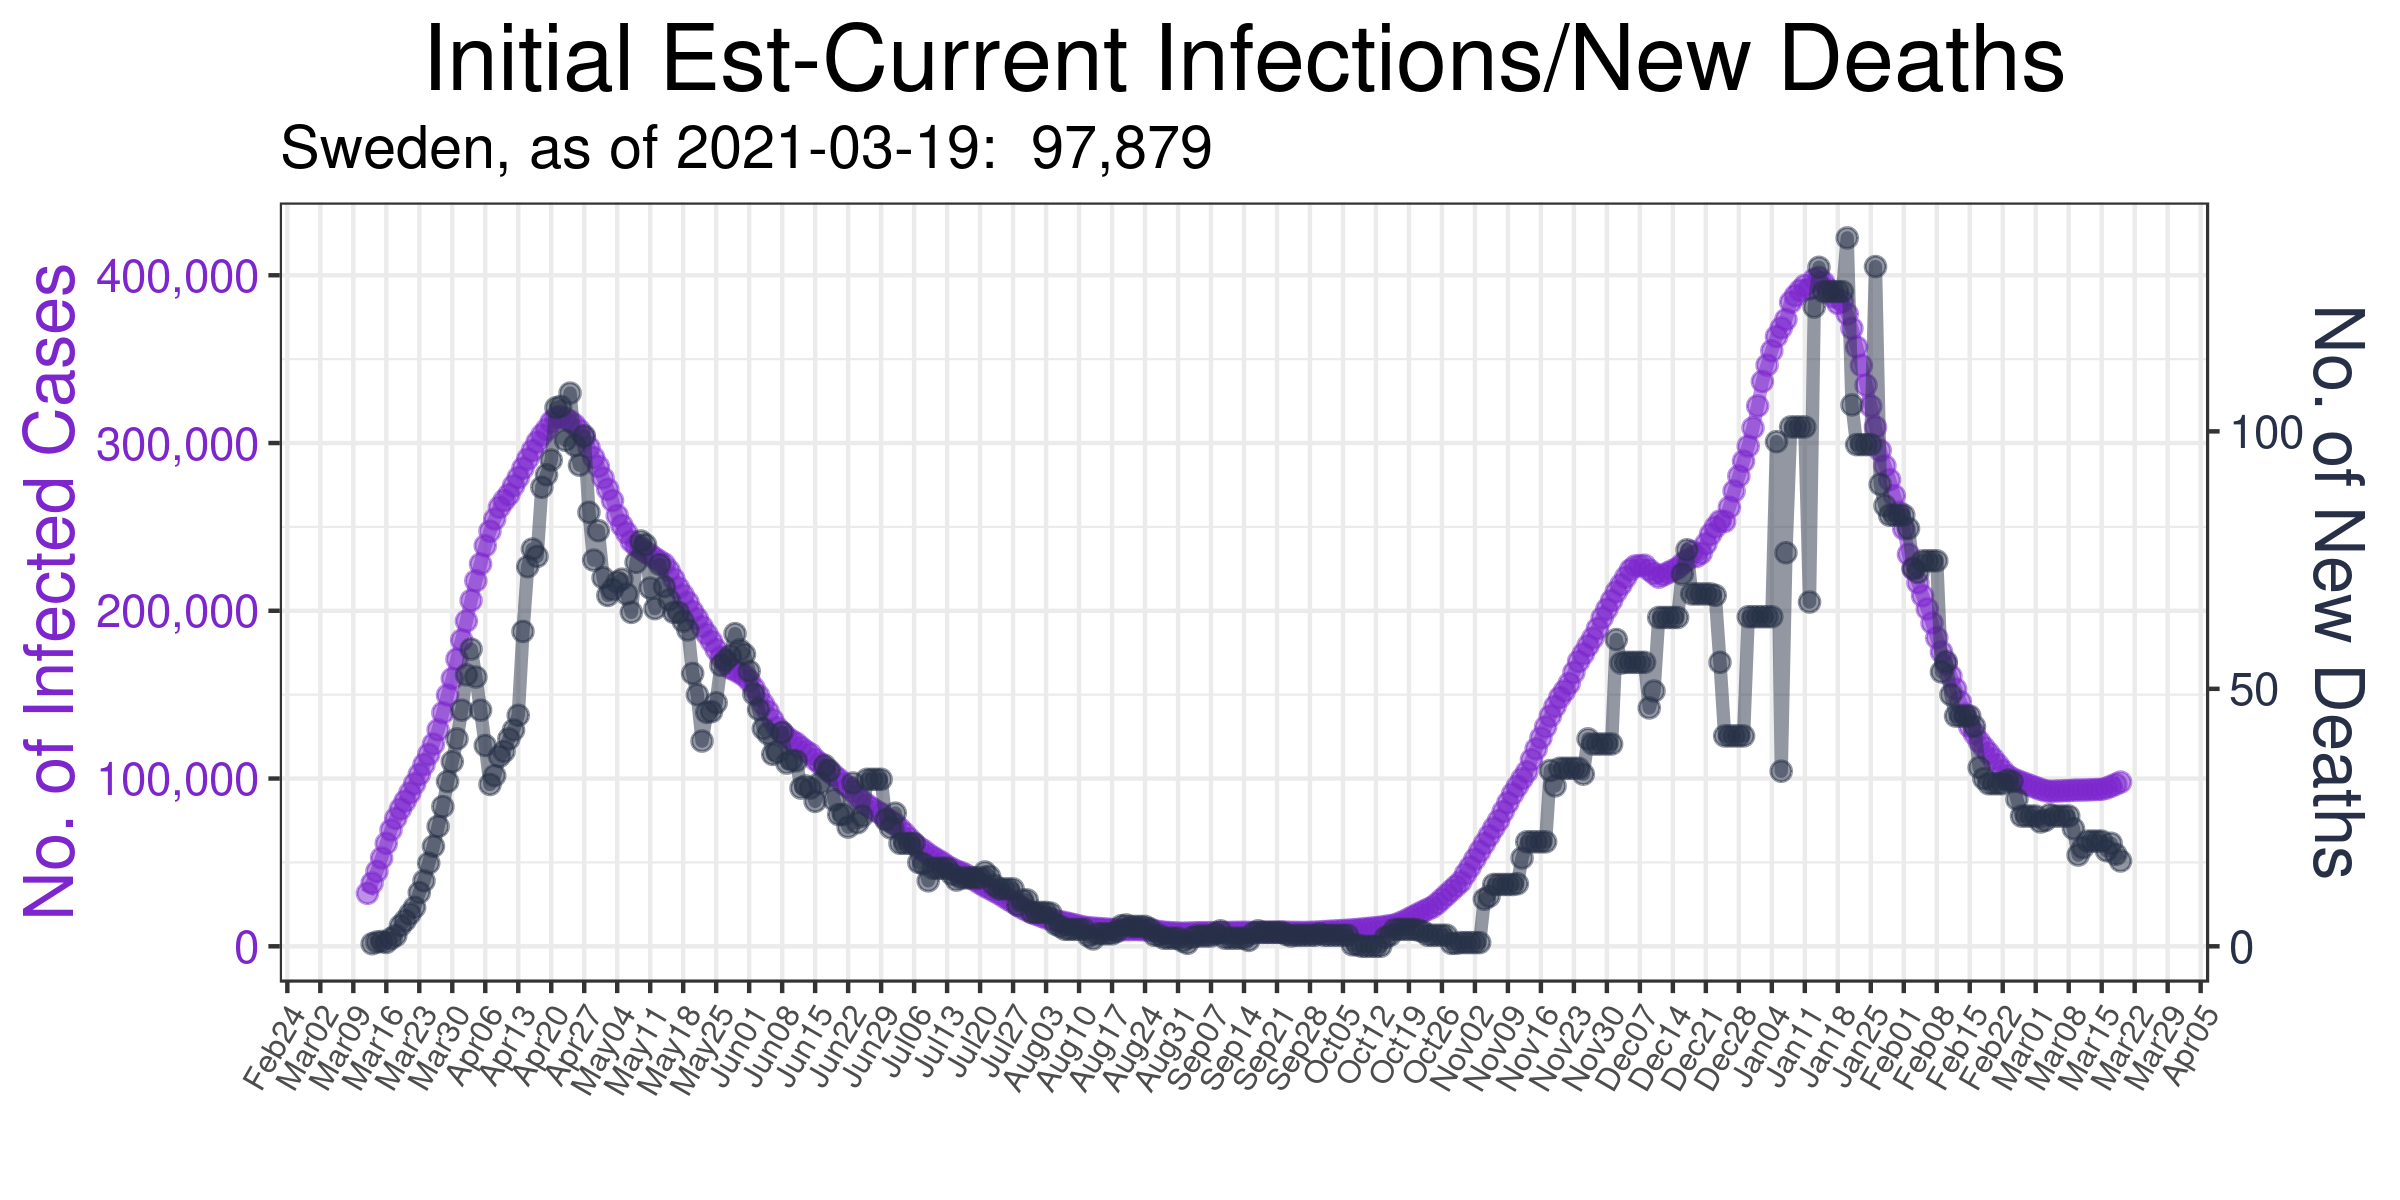 Initial Est-Current Infections/New Deaths
Sweden, as of 2021-03-19:  97,879
No. of Infected Cases
400,000
300,000
200,000
100,000
0
No. of New Deaths
100
50
0
Feb24
Mar02
Mar09
Mar16
Mar23
Mar30
Apr06
Apr13
Apr20
Apr27
May04
May11
May18
May25
Jun01
Jun08
Jun15
Jun22
Jun29
Jul06
Jul13
Jul20
Jul27
Aug03
Aug10
Aug17
Aug24
Aug31
Sep07
Sep14
Sep21
Sep28
Oct05
Oct12
Oct19
Oct26
Nov02
Nov09
Nov16
Nov23
Nov30
Dec07
Dec14
Dec21
Dec28
Jan04
Jan11
Jan18
Jan25
Feb01
Feb08
Feb15
Feb22
Mar01
Mar08
Mar15
Mar22
Mar29
Apr05